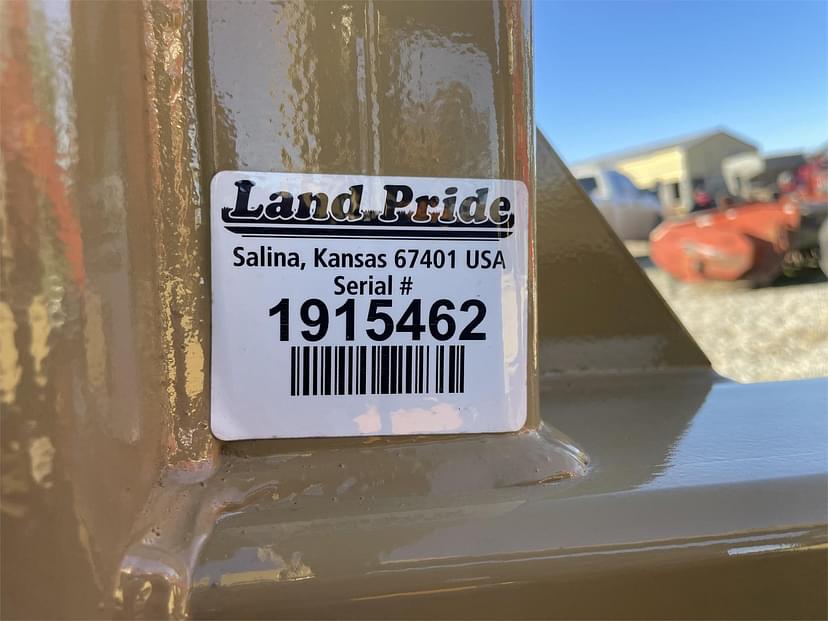 Land Pride
Salina, Kansas 67401 USA
Serial #
1915462